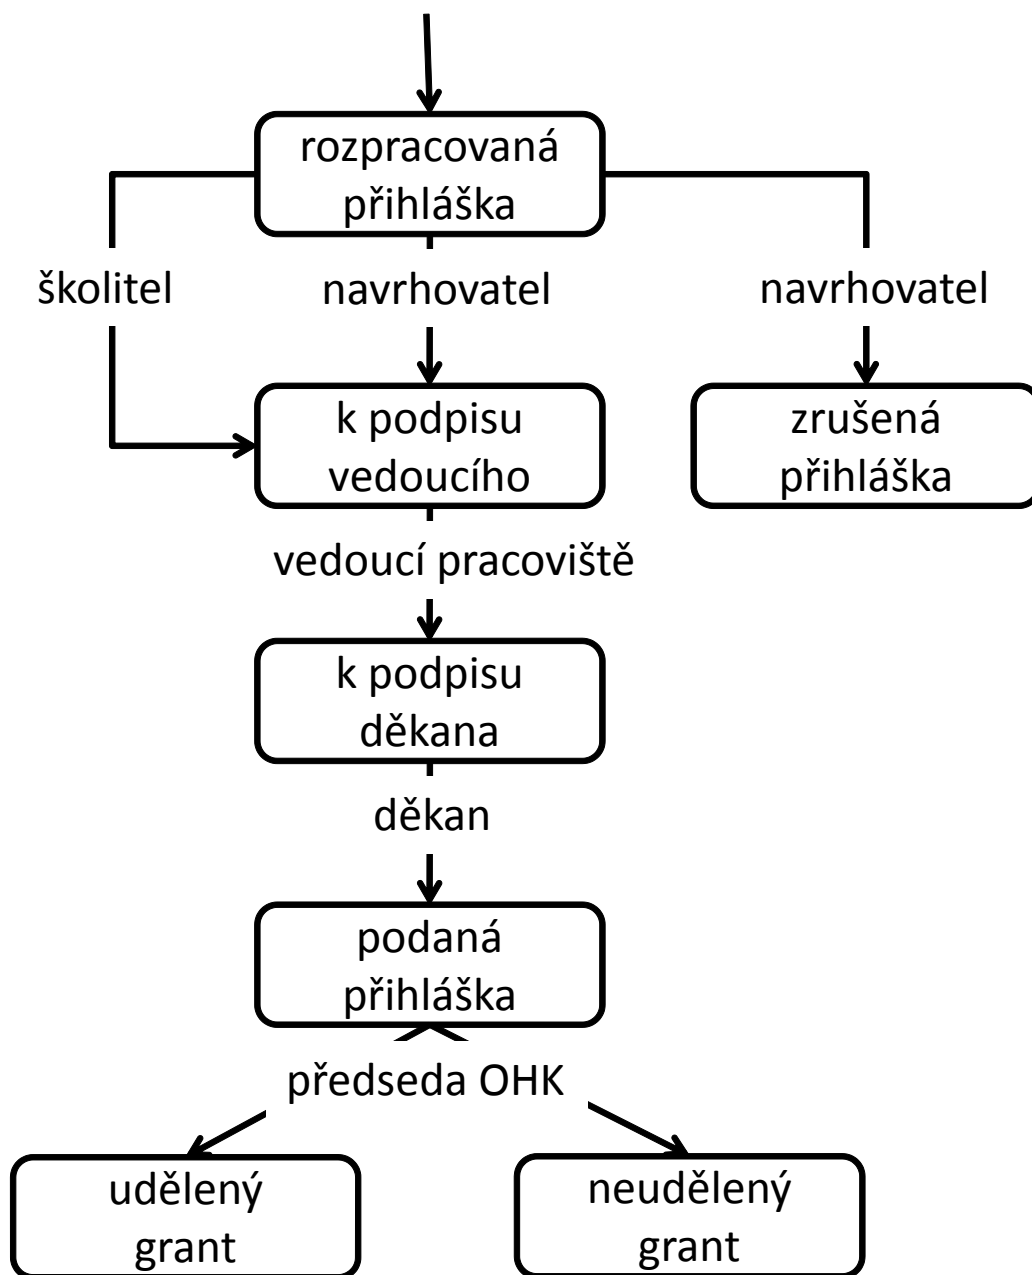 rozpracovaná
přihláška
školitel
navrhovatel
navrhovatel
k podpisu
vedoucího
zrušená
přihláška
vedoucí pracoviště
k podpisu
děkana
děkan
podaná
přihláška
předseda OHK
udělený
grant
neudělený
grant